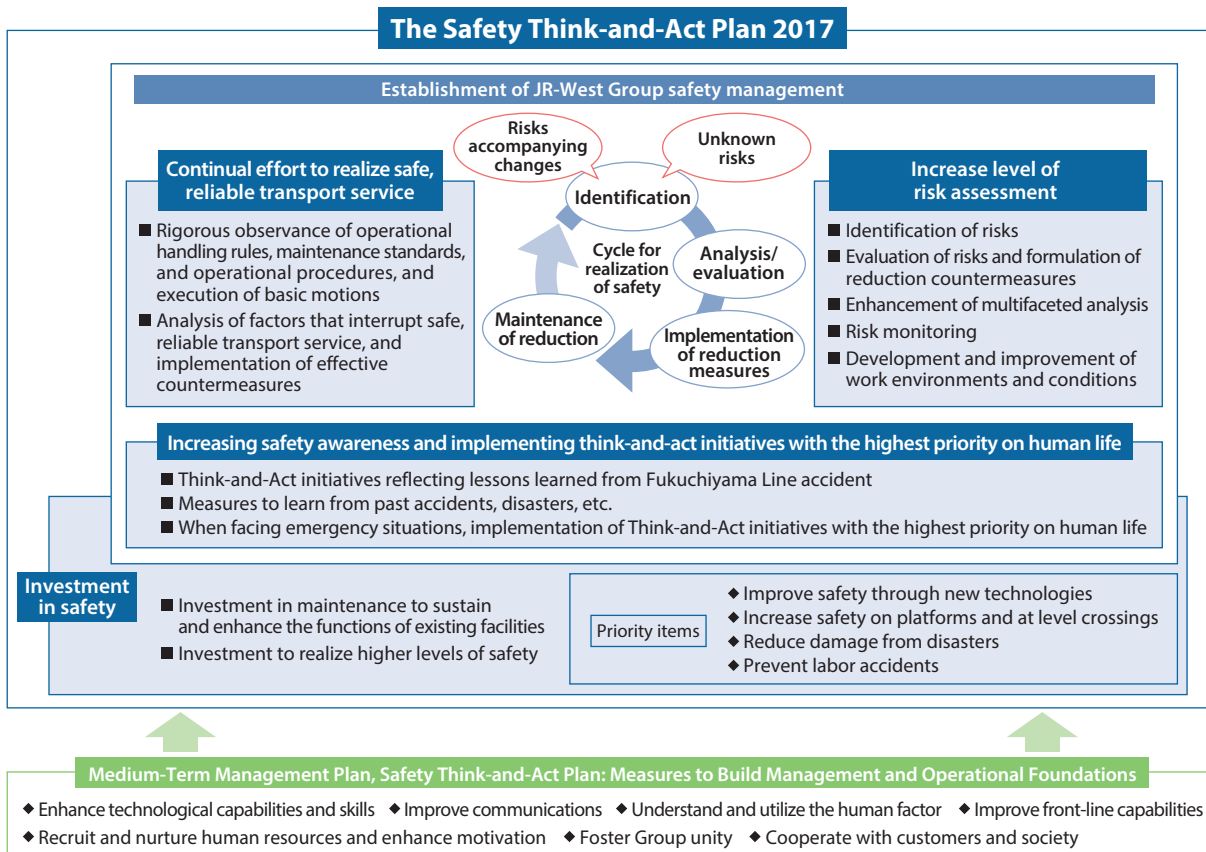 The Safety Think-and-Act Plan 2017
Establishment of JR-West Group safety management
Continual effort to realize safe,
reliable transport service
■ Rigorous observance of operational
handling rules, maintenance standards,
and operational procedures, and
execution of basic motions
■ Analysis of factors that interrupt safe,
reliable transport service, and
implementation of effective
countermeasures
Risks
accompanying
changes
Unknown
risks
Identification
Cycle for
realization
of safety
Analysis/
evaluation
Implementation
of reduction
measures
Maintenance
of reduction
Increase level of
risk assessment
■ Identification of risks
■ Evaluation of risks and formulation of
reduction countermeasures
■ Enhancement of multifaceted analysis
■ Risk monitoring
■ Development and improvement of
work environments and conditions
Increasing safety awareness and implementing think-and-act initiatives with the highest priority on human life
■ Think-and-Act initiatives reflecting lessons learned from Fukuchiyama Line accident
■ Measures to learn from past accidents, disasters, etc.
■ When facing emergency situations, implementation of Think-and-Act initiatives with the highest priority on human life
Investment
in safety
■ Investment in maintenance to sustain
and enhance the functions of existing facilities
■ Investment to realize higher levels of safety
Priority items
◆ Improve safety through new technologies
◆ Increase safety on platforms and at level crossings
◆ Reduce damage from disasters
◆ Prevent labor accidents
Medium-Term Management Plan, Safety Think-and-Act Plan: Measures to Build Management and Operational Foundations
◆ Enhance technological capabilities and skills ◆ Improve communications ◆ Understand and utilize the human factor ◆ Improve front-line capabilities
◆ Recruit and nurture human resources and enhance motivation ◆ Foster Group unity ◆ Cooperate with customers and society